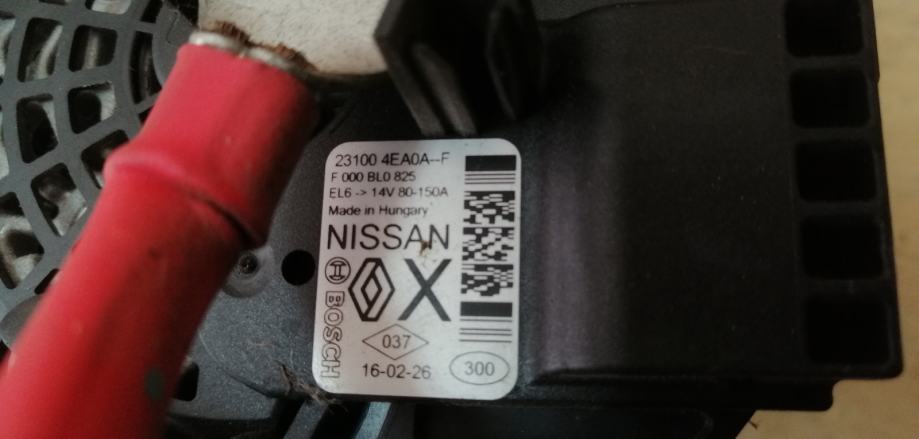 23100 4EA0A--F
F 000 BL0 825
EL6 -> 14V 80-150A
Made in Hungary
NISSAN
X
BOSCH
037
16-02-26
300